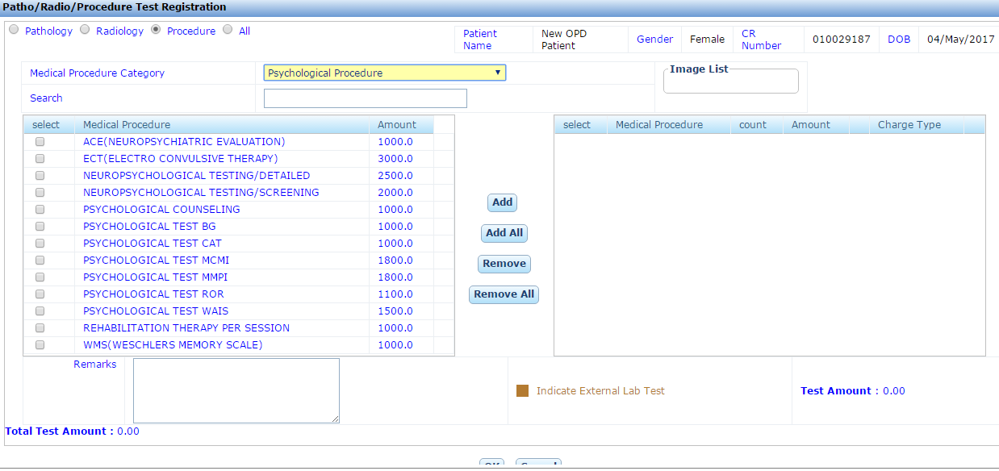 Patho/Radio/Procedure Test Registration
Pathology Radiology Procedure All
Patient Name New OPD Patient Gender Female CR Number 010029187 DOB 04/May/2017
Medical Procedure Category Psychological Procedure Image List
Search
select Medical Procedure Amount
ACE(NEUROPSYCHIATRIC EVALUATION) 1000.0
ECT(ELECTRO CONVULSIVE THERAPY) 3000.0
NEUROPSYCHOLOGICAL TESTING/DETAILED 2500.0
NEUROPSYCHOLOGICAL TESTING/SCREENING 2000.0
PSYCHOLOGICAL COUNSELING 1000.0
PSYCHOLOGICAL TEST BG 1000.0
PSYCHOLOGICAL TEST CAT 1000.0
PSYCHOLOGICAL TEST MCMI 1800.0
PSYCHOLOGICAL TEST MMPI 1800.0
PSYCHOLOGICAL TEST ROR 1100.0
PSYCHOLOGICAL TEST WAIS 1500.0
REHABILITATION THERAPY PER SESSION 1000.0
WMS(WESCHLERS MEMORY SCALE) 1000.0
Add
Add All
Remove
Remove All
select Medical Procedure count Amount Charge Type
Remarks
Indicate External Lab Test
Test Amount : 0.00
Total Test Amount : 0.00
OK Cancel